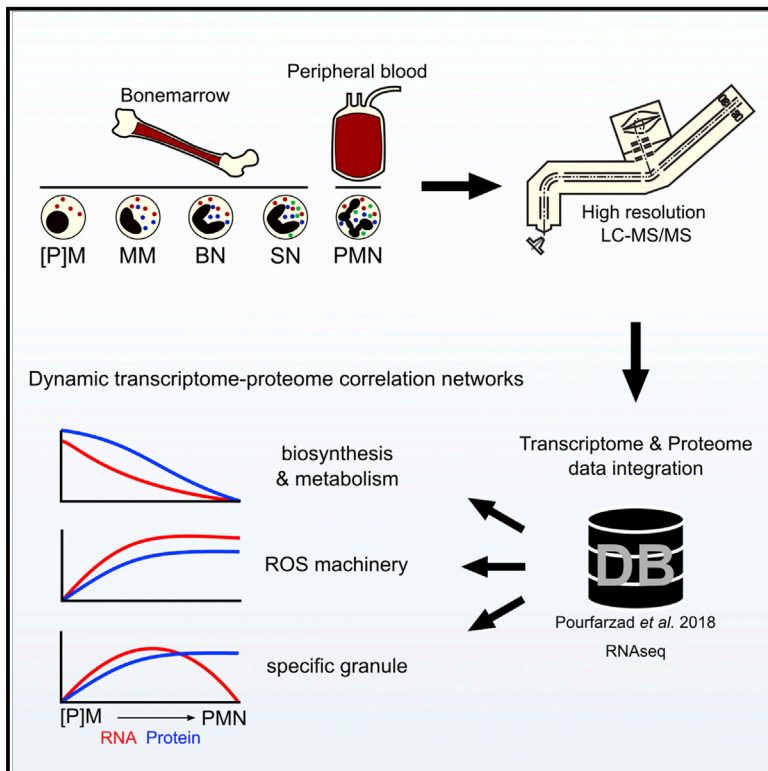 Bonemarrow
Peripheral blood
[P]M MM BN SN PMN
High resolution
LC-MS/MS
Dynamic transcriptome-proteome correlation networks
biosynthesis
& metabolism
ROS machinery
specific granule
[P]M PMN
RNA Protein
Transcriptome & Proteome
data integration
DB
Pourfarzad et al. 2018
RNAseq